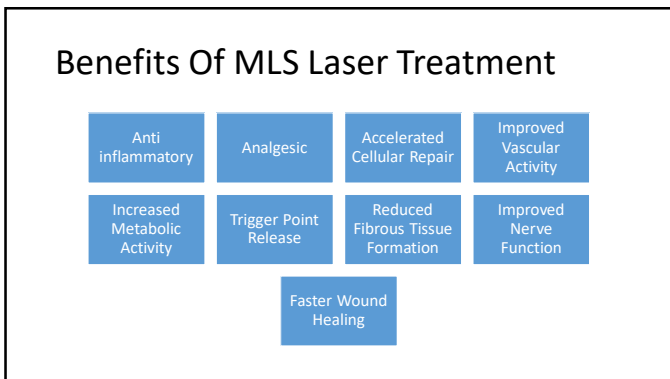 Benefits Of MLS Laser Treatment
Anti
inflammatory
Analgesic
Accelerated
Cellular Repair
Improved
Vascular
Activity
Increased
Metabolic
Activity
Trigger Point
Release
Reduced
Fibrous Tissue
Formation
Improved
Nerve
Function
Faster Wound
Healing